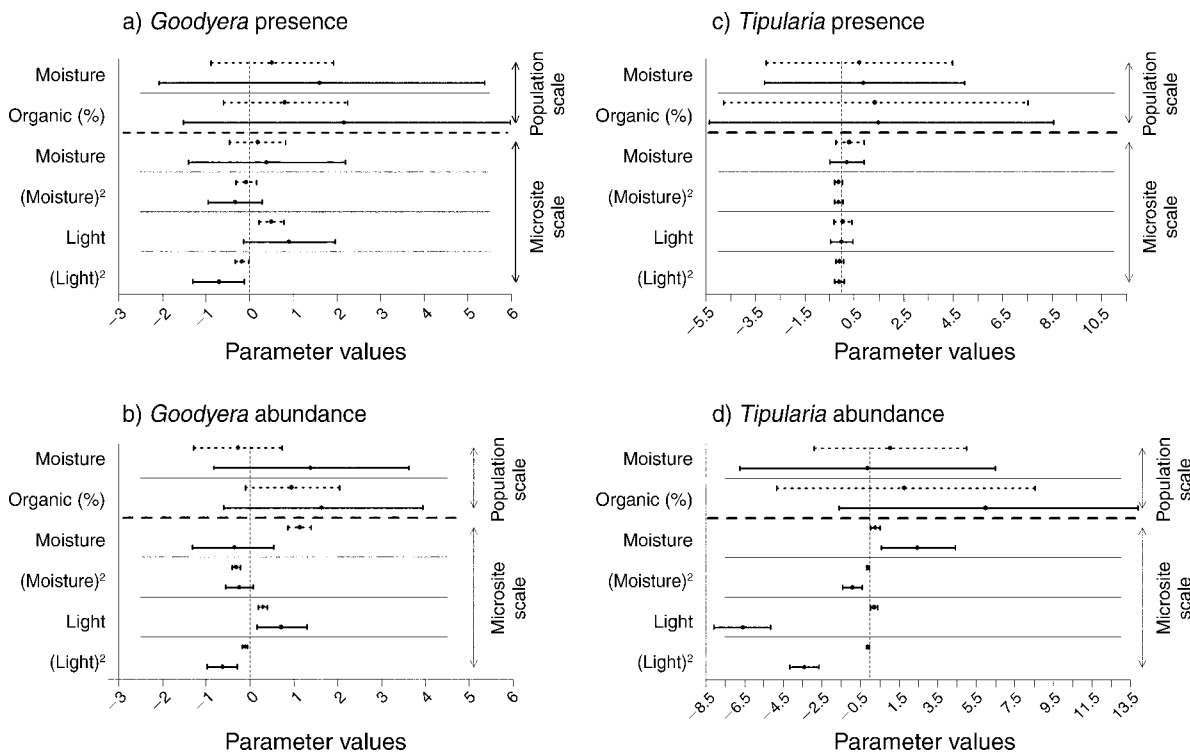 a) Goodyera presence
Moisture
Organic (%)
Moisture
(Moisture)²
Light
(Light)²
Population scale
Microsite scale
−3 −2 −1 0 1 2 3 4 5 6
Parameter values
c) Tipularia presence
Moisture
Organic (%)
Moisture
(Moisture)²
Light
(Light)²
Population scale
Microsite scale
−5.5 −3.5 −1.5 0.5 2.5 4.5 6.5 8.5 10.5
Parameter values
b) Goodyera abundance
Moisture
Organic (%)
Moisture
(Moisture)²
Light
(Light)²
Population scale
Microsite scale
−3 −2 −1 0 1 2 3 4 5 6
Parameter values
d) Tipularia abundance
Moisture
Organic (%)
Moisture
(Moisture)²
Light
(Light)²
Population scale
Microsite scale
−8.5 −6.5 −4.5 −2.5 −0.5 1.5 3.5 5.5 7.5 9.5 11.5 13.5
Parameter values